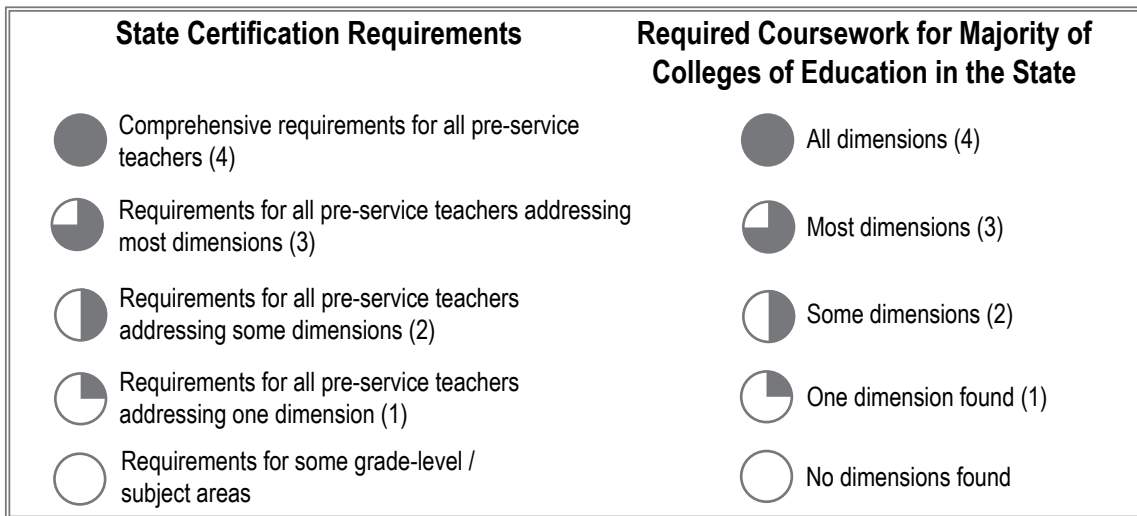 State Certification Requirements
Required Coursework for Majority of
Colleges of Education in the State
Comprehensive requirements for all pre-service
teachers (4)
All dimensions (4)
Requirements for all pre-service teachers addressing
most dimensions (3)
Most dimensions (3)
Requirements for all pre-service teachers
addressing some dimensions (2)
Some dimensions (2)
Requirements for all pre-service teachers
addressing one dimension (1)
One dimension found (1)
Requirements for some grade-level /
subject areas
No dimensions found